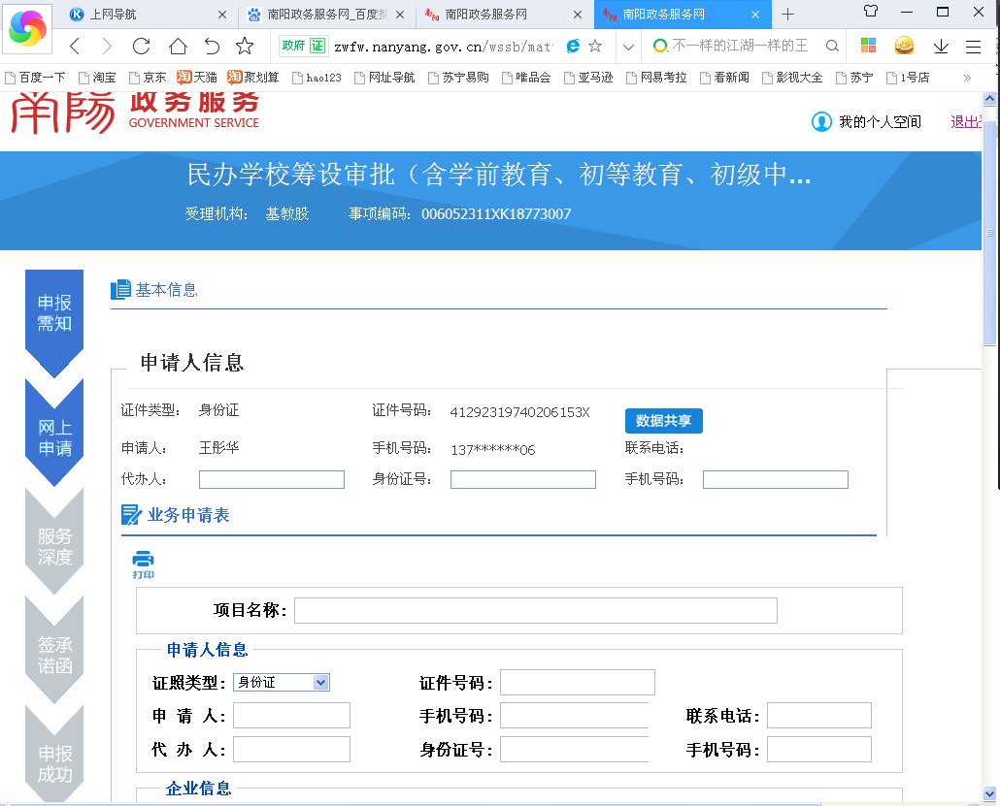 上网导航
南阳政务服务网_百度搜
南阳政务服务网
南阳政务服务网
政府 证 zwfw.nanyang.gov.cn/wssb/mat 不一样的江湖一样的王
百度一下 淘宝 京东 淘 天猫 淘 聚划算 hao123 网址导航 苏宁易购 唯品会 亚马逊 网易考拉 看新闻 影视大全 苏宁 1号店 »
南陽 政务服务
GOVERNMENT SERVICE
我的个人空间 退出
民办学校筹设审批（含学前教育、初等教育、初级中...
受理机构： 基教股 事项编码： 006052311XK18773007
申报
需知
网上
申请
服务
深度
签承
诺函
申报
成功
基本信息
申请人信息
证件类型： 身份证 证件号码： 41292319740206153X 数据共享
申请人： 王彤华 手机号码： 137******06 联系电话：
代办人： 身份证号： 手机号码：
业务申请表
打印
项目名称：
申请人信息
证照类型： 身份证 证件号码：
申 请 人： 手机号码： 联系电话：
代 办 人： 身份证号： 手机号码：
企业信息